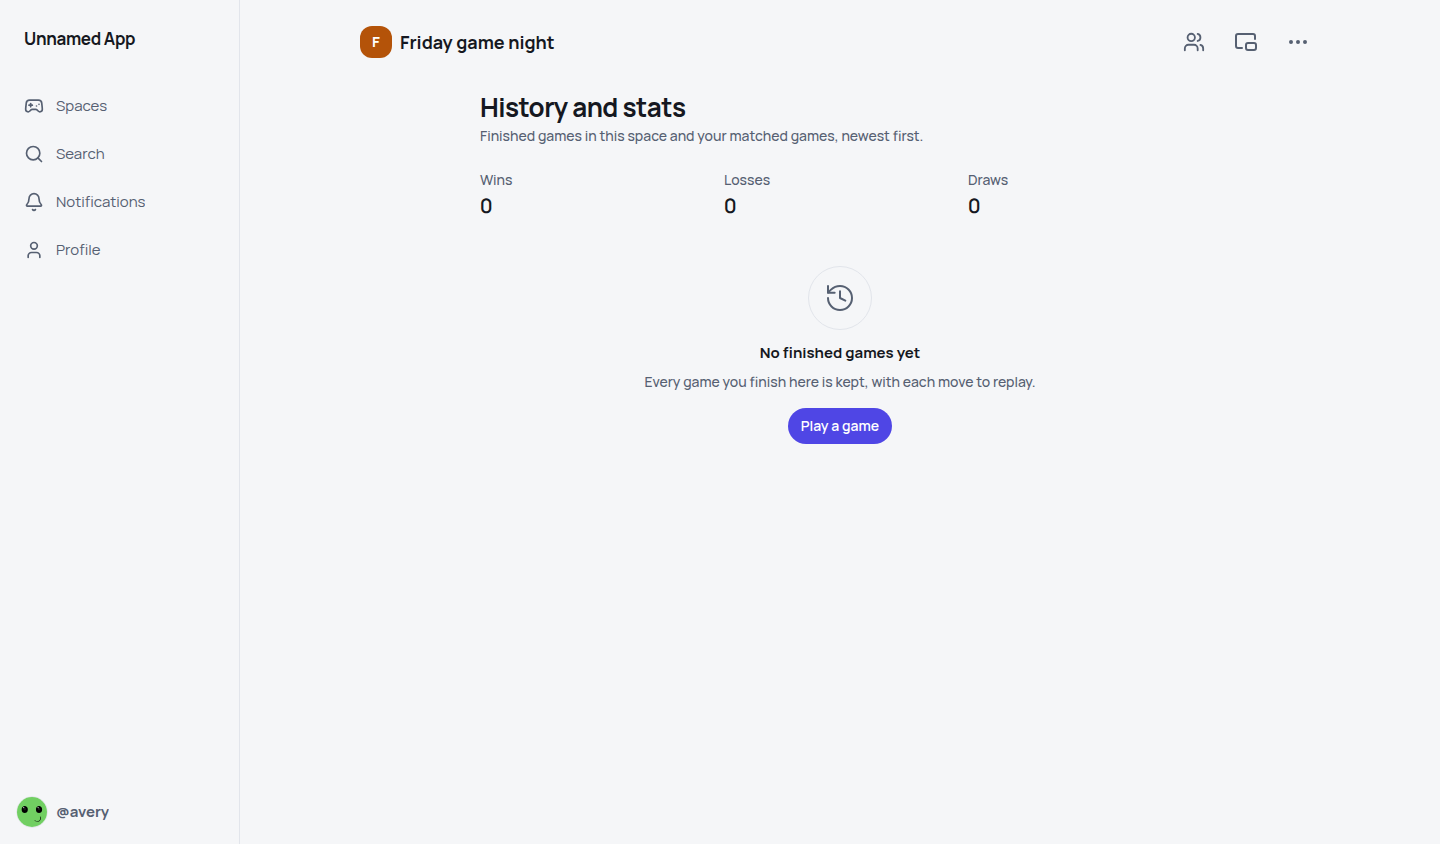 Unnamed App
Spaces
Search
Notifications
Profile
@avery
F
Friday game night
History and stats
Finished games in this space and your matched games, newest first.
Wins
Losses
Draws
0
0
0
No finished games yet
Every game you finish here is kept, with each move to replay.
Play a game